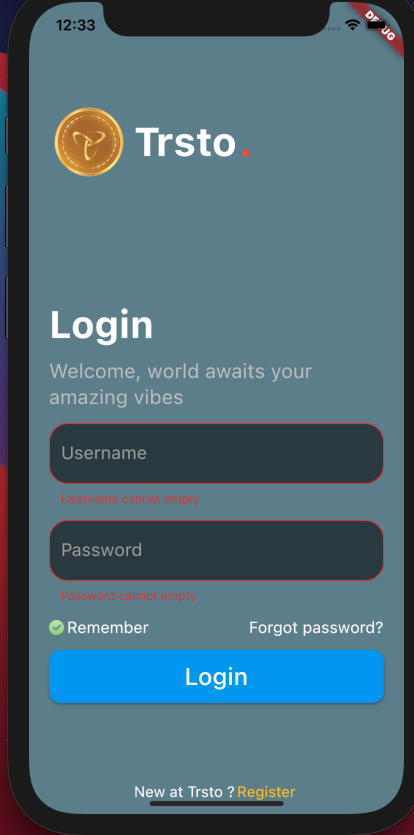 12:33
DEBUG
Trsto.
Login
Welcome, world awaits your
amazing vibes
Username
Username cannot empty
Password
Password cannot empty
Remember Forgot password?
Login
New at Trsto ? Register